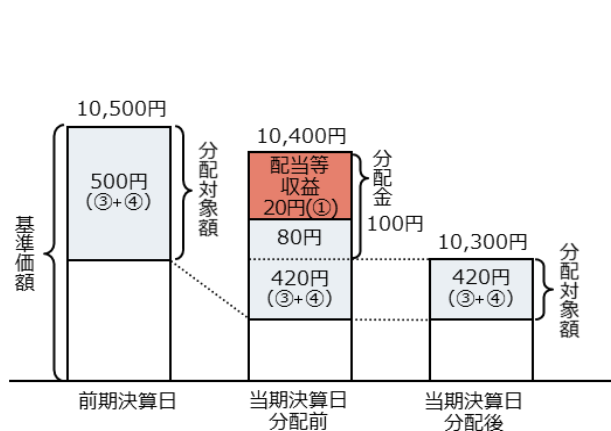 10,500円
500円
(③+④)
基準価額
分配対象額
10,400円
配当等
収益
20円(①)
80円
420円
(③+④)
分配金
100円
10,300円
420円
(③+④)
分配対象額
前期決算日
当期決算日
分配前
当期決算日
分配後